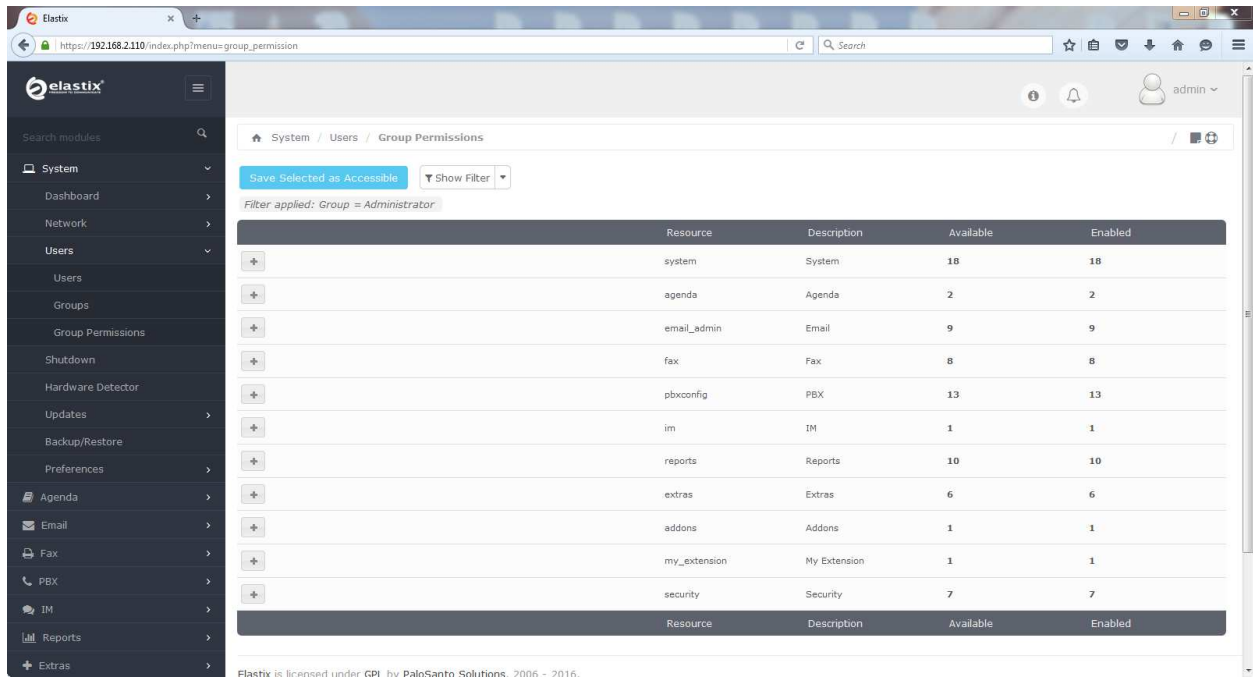 Elastix
https://192.168.2.110/index.php?menu=group_permission
Search
elastix®
admin
Search modules
System / Users / Group Permissions
/
System
Dashboard
Network
Users
Users
Groups
Group Permissions
Shutdown
Hardware Detector
Updates
Backup/Restore
Preferences
Agenda
Email
Fax
PBX
IM
Reports
Extras
Save Selected as Accessible
Show Filter
Filter applied: Group = Administrator
Resource Description Available Enabled
system System 18 18
agenda Agenda 2 2
email_admin Email 9 9
fax Fax 8 8
pbxconfig PBX 13 13
im IM 1 1
reports Reports 10 10
extras Extras 6 6
addons Addons 1 1
my_extension My Extension 1 1
security Security 7 7
Resource Description Available Enabled
Elastix is licensed under GPL by PaloSanto Solutions. 2006 - 2016.